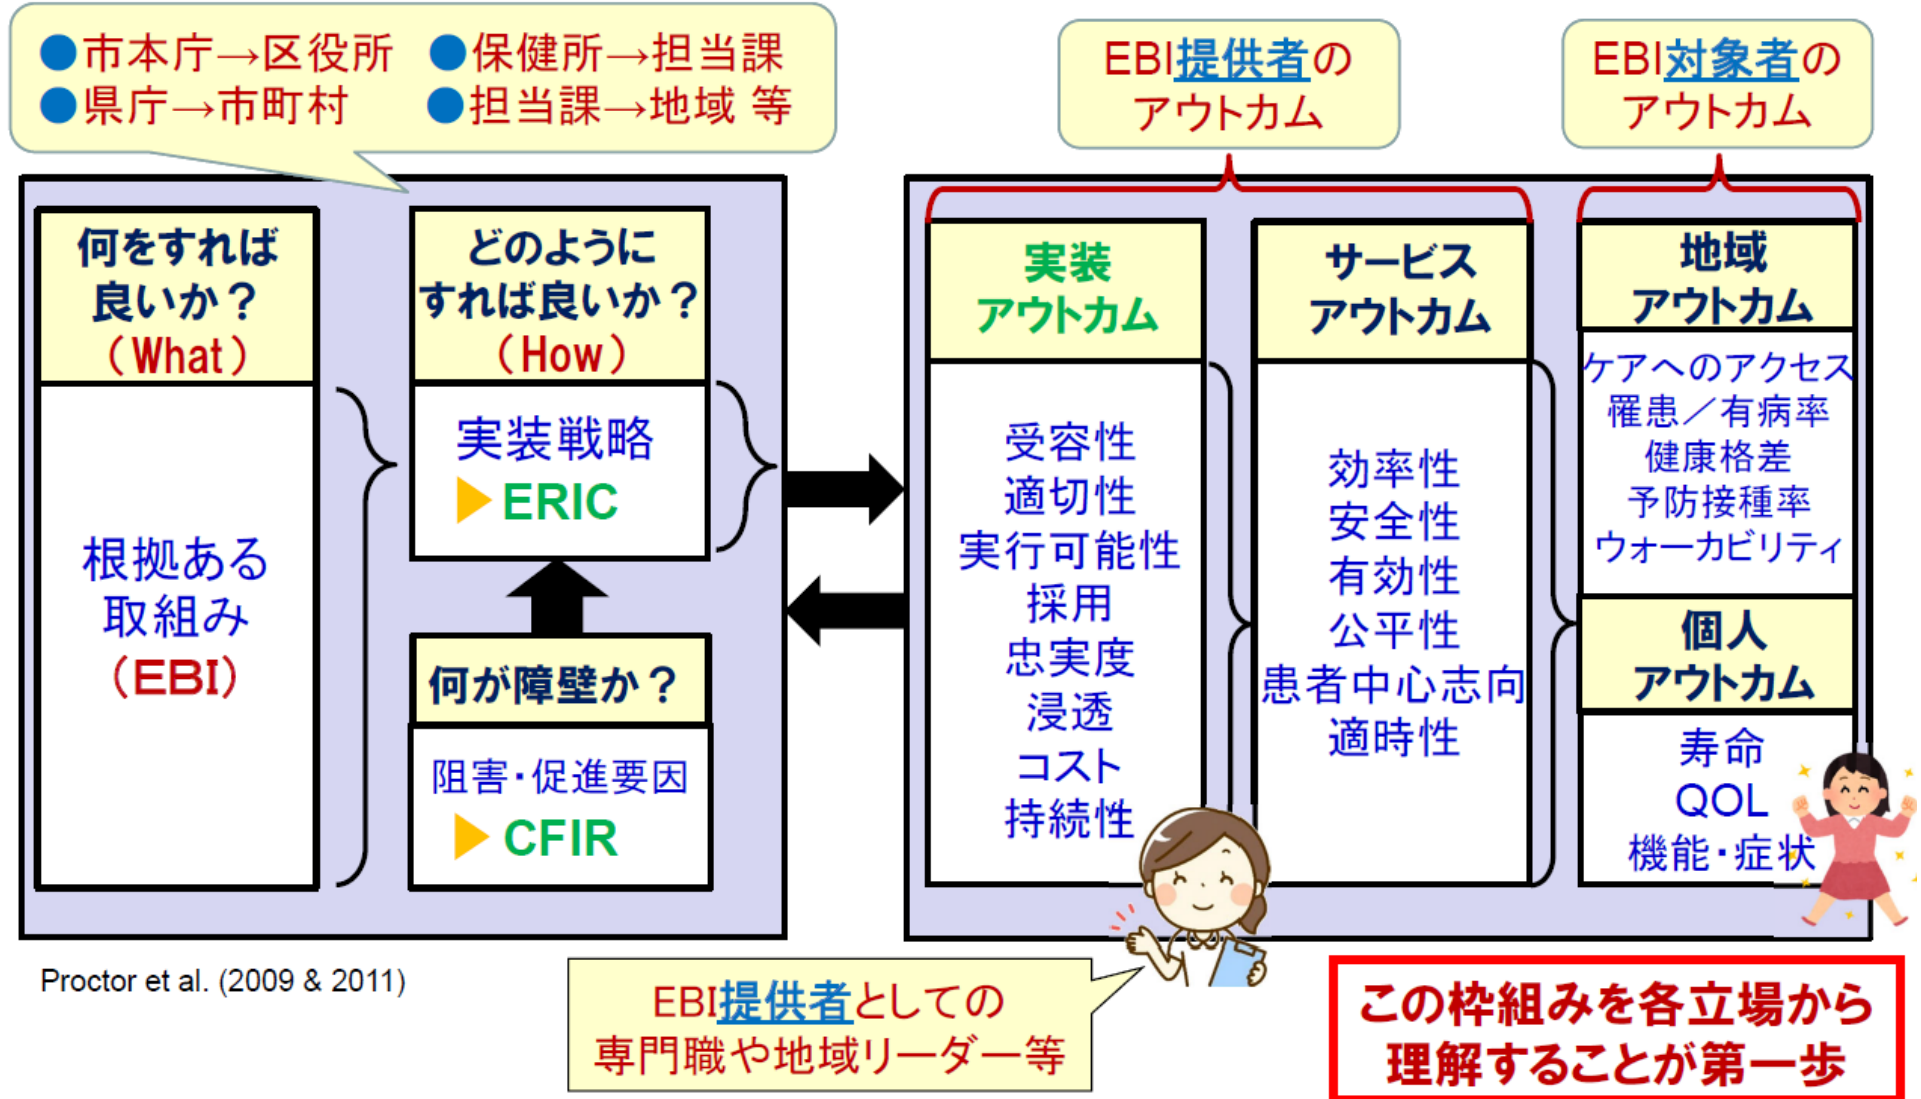 ●市本庁→区役所 ●保健所→担当課
●県庁→市町村 ●担当課→地域 等
EBI提供者の
アウトカム
EBI対象者の
アウトカム
何をすれば
良いか？
（What）
根拠ある
取組み
（EBI）
どのように
すれば良いか？
（How）
実装戦略
▶ERIC
何が障壁か？
阻害・促進要因
▶CFIR
実装
アウトカム
受容性
適切性
実行可能性
採用
忠実度
浸透
コスト
持続性
サービス
アウトカム
効率性
安全性
有効性
公平性
患者中心志向
適時性
地域
アウトカム
ケアへのアクセス
罹患／有病率
健康格差
予防接種率
ウォーカビリティ
個人
アウトカム
寿命
QOL
機能・症状
Proctor et al. (2009 & 2011)
EBI提供者としての
専門職や地域リーダー等
この枠組みを各立場から
理解することが第一歩